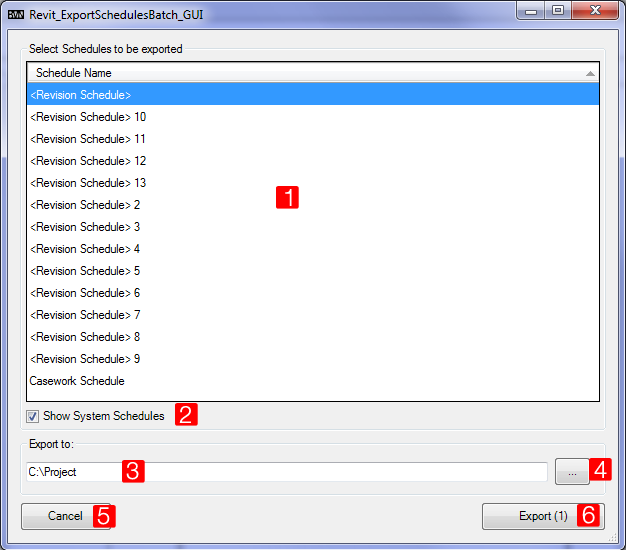 Revit_ExportSchedulesBatch_GUI
Select Schedules to be exported
Schedule Name
<Revision Schedule>
<Revision Schedule> 10
<Revision Schedule> 11
<Revision Schedule> 12
<Revision Schedule> 13
1
<Revision Schedule> 2
<Revision Schedule> 3
<Revision Schedule> 4
<Revision Schedule> 5
<Revision Schedule> 6
<Revision Schedule> 7
<Revision Schedule> 8
<Revision Schedule> 9
Casework Schedule
Show System Schedules 2
Export to:
C:\Project 3 ... 4
Cancel 5 Export (1) 6